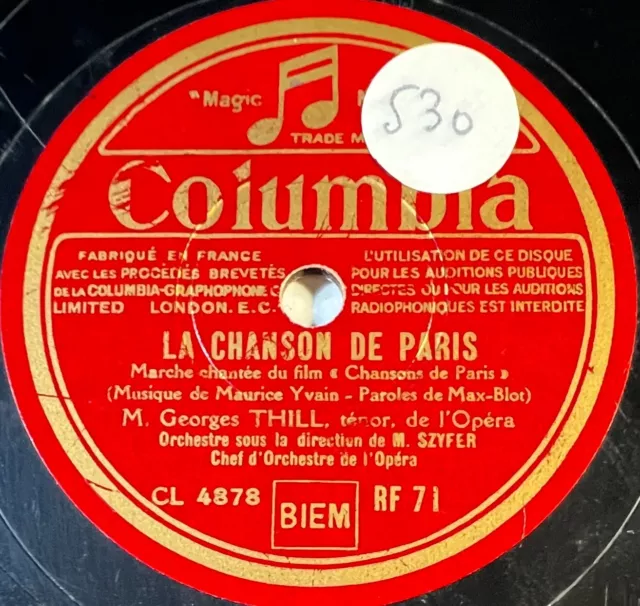 "Magic
TRADE M
530
Columbia
FABRIQUÉ EN FRANCE
AVEC LES PROCÉDÉS BREVETÉS
DE LA COLUMBIA-GRAPHOPHONE C
LIMITED LONDON. E.C.
L'UTILISATION DE CE DISQUE
POUR LES AUDITIONS PUBLIQUES
DIRECTES OU POUR LES AUDITIONS
RADIOPHONIQUES EST INTERDITE
LA CHANSON DE PARIS
Marche chantée du film « Chansons de Paris »
(Musique de Maurice Yvain - Paroles de Max-Blot)
M. Georges THILL, ténor, de l'Opéra
Orchestre sous la direction de M. SZYFER
Chef d'Orchestre de l'Opéra
CL 4878 BIEM RF 71